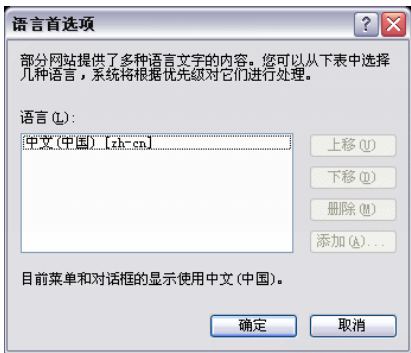 语言首选项
部分网站提供了多种语言文字的内容。您可以从下表中选择
几种语言，系统将根据优先级对它们进行处理。
语言(L):
中文(中国) [zh-cn]
上移(U)
下移(D)
删除(M)
添加(A)...
目前菜单和对话框的显示使用中文(中国)。
确定
取消